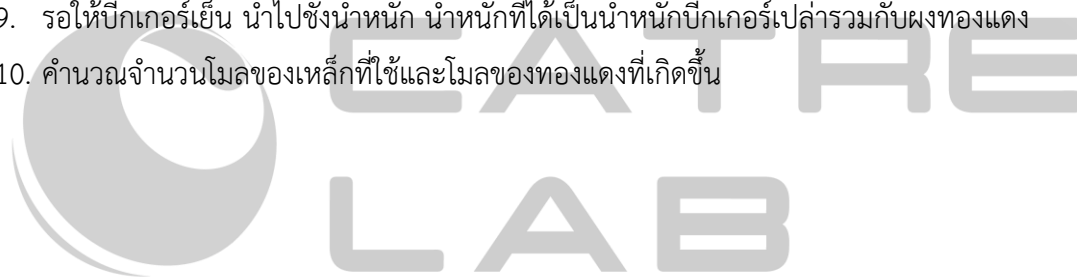 9. รอให้บีกเกอร์เย็น นำไปชั่งน้ำหนัก น้ำหนักที่ได้เป็นน้ำหนักบีกเกอร์เปล่ารวมกับผงทองแดง
10. คำนวณจำนวนโมลของเหล็กที่ใช้และโมลของทองแดงที่เกิดขึ้น
CATRE
LAB